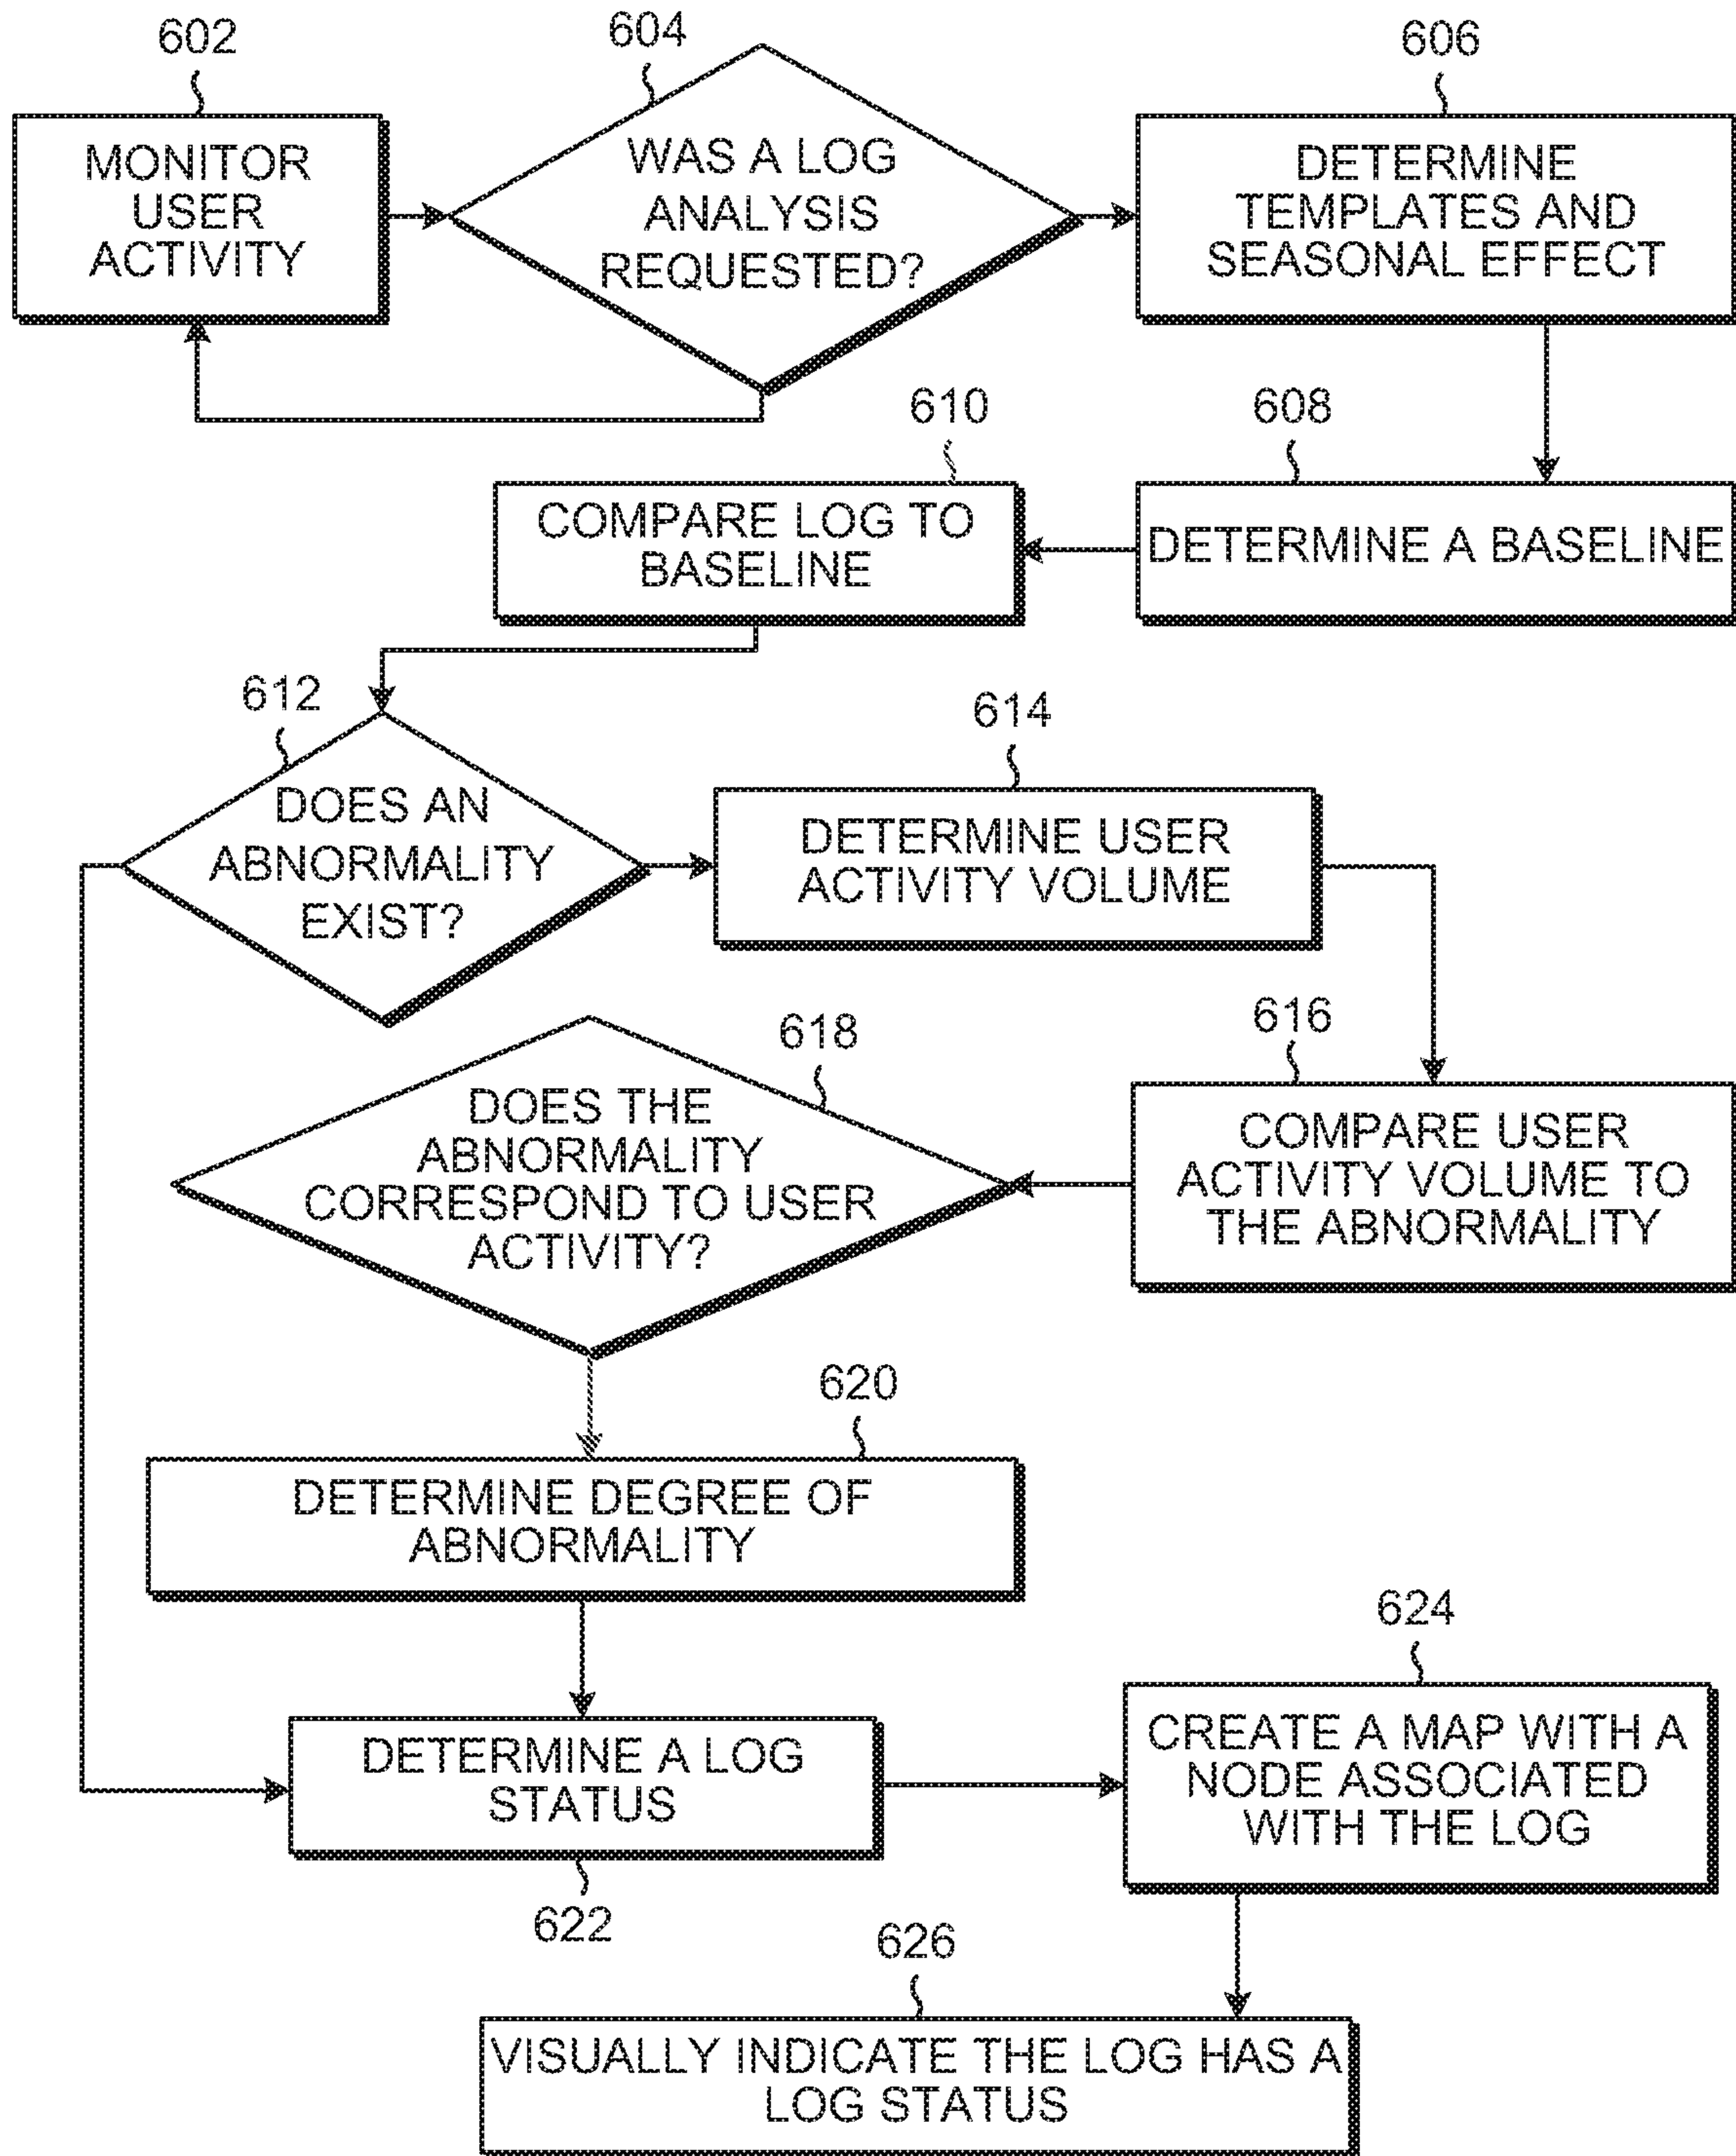 602
MONITOR
USER
ACTIVITY
604
WAS A LOG
ANALYSIS
REQUESTED?
606
DETERMINE
TEMPLATES AND
SEASONAL EFFECT
608
DETERMINE A BASELINE
610
COMPARE LOG TO
BASELINE
612
DOES AN
ABNORMALITY
EXIST?
614
DETERMINE USER
ACTIVITY VOLUME
616
COMPARE USER
ACTIVITY VOLUME TO
THE ABNORMALITY
618
DOES THE
ABNORMALITY
CORRESPOND TO USER
ACTIVITY?
620
DETERMINE DEGREE OF
ABNORMALITY
DETERMINE A LOG
STATUS
622
624
CREATE A MAP WITH A
NODE ASSOCIATED
WITH THE LOG
626
VISUALLY INDICATE THE LOG HAS A
LOG STATUS